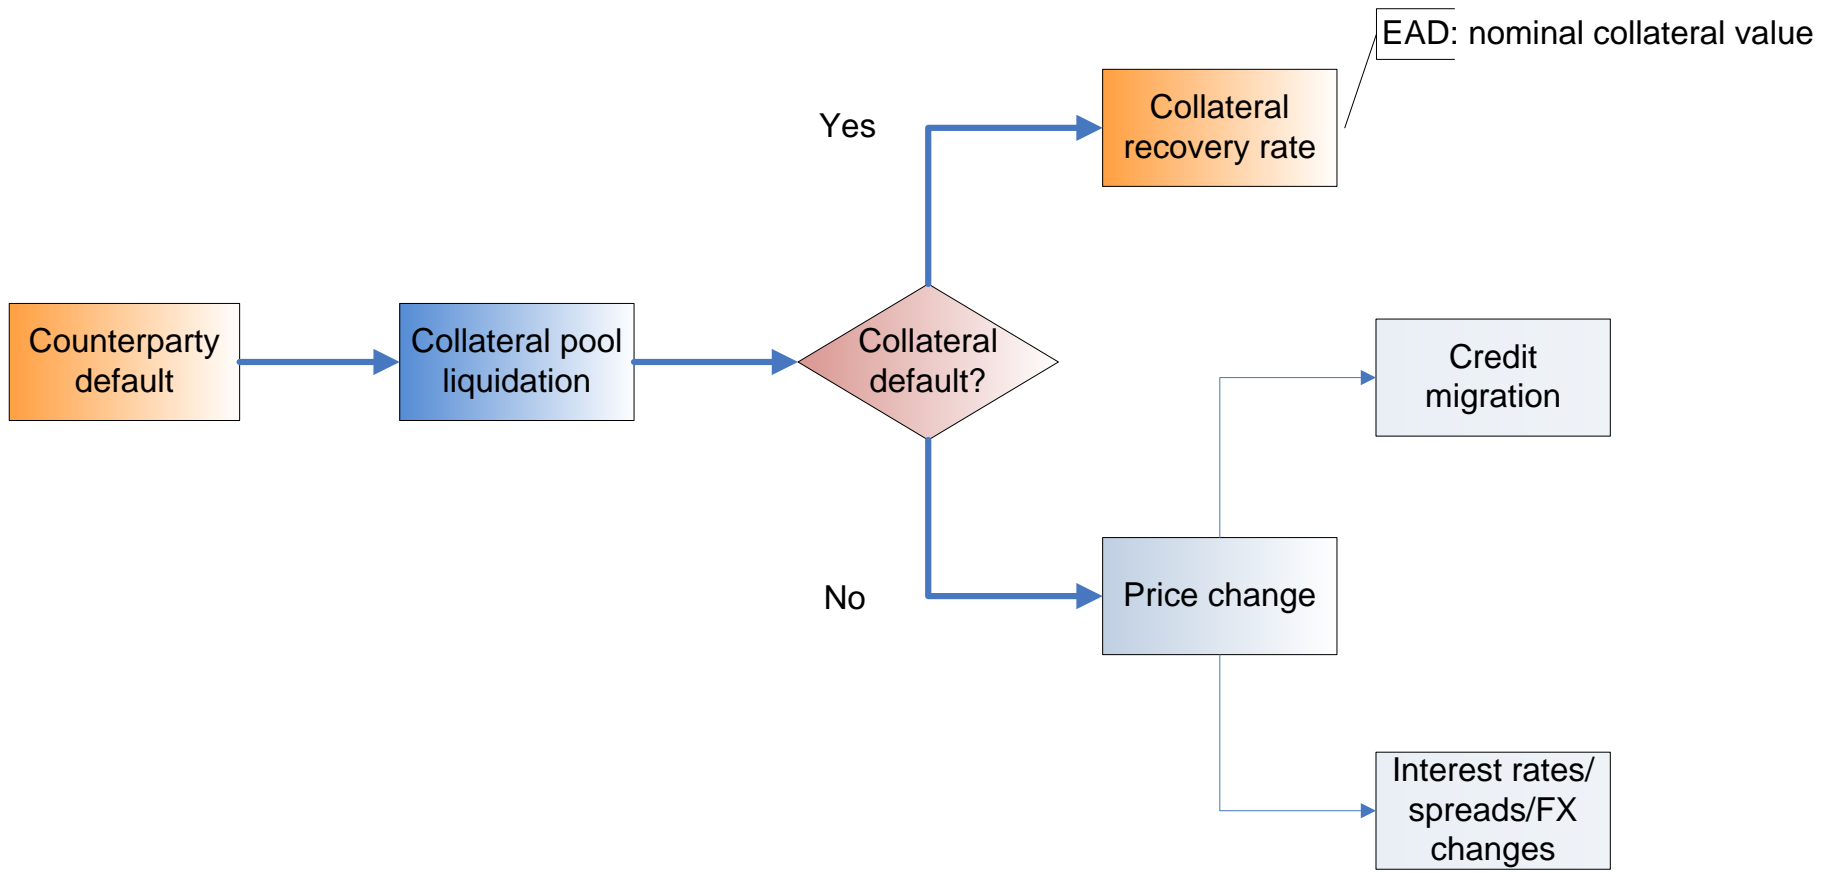 EAD: nominal collateral value
Collateral
recovery rate
Yes
Counterparty
default
Collateral pool
liquidation
Collateral
default?
Credit
migration
No
Price change
Interest rates/
spreads/FX
changes